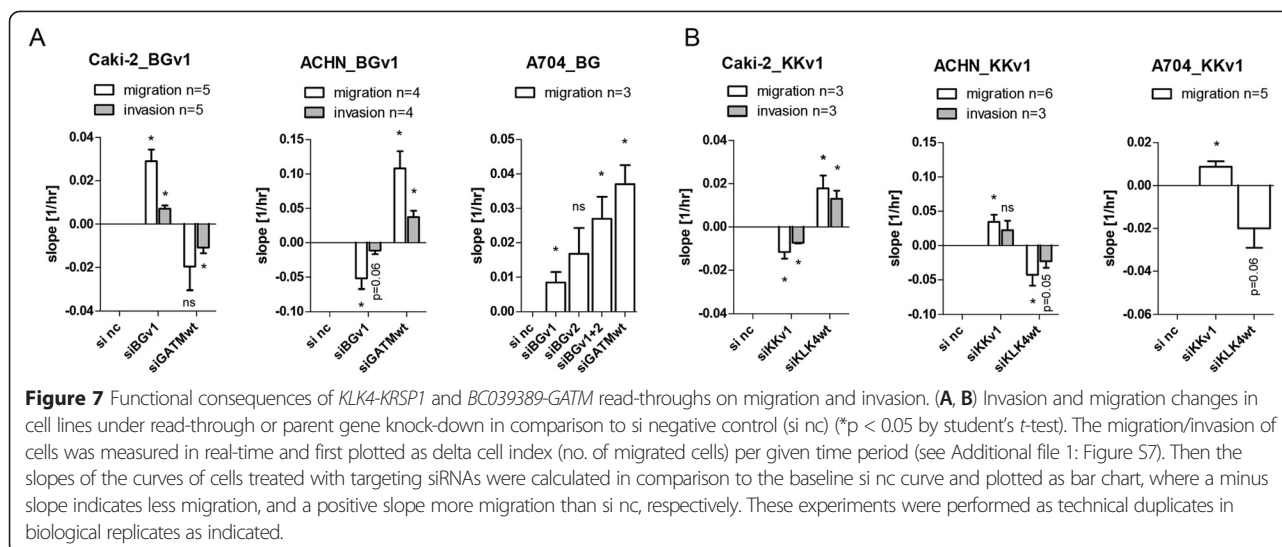 A
Caki-2_BGv1
migration n=5
invasion n=5
slope [1/hr]
0.04
0.02
0.00
-0.02
-0.04
*
*
ns
*
si nc
siBGv1
siGATMwt
ACHN_BGv1
migration n=4
invasion n=4
slope [1/hr]
0.15
0.10
0.05
0.00
-0.05
-0.10
*
p=0.06
*
*
si nc
siBGv1
siGATMwt
A704_BG
migration n=3
slope [1/hr]
0.05
0.04
0.03
0.02
0.01
0.00
*
ns
*
*
si nc
siBGv1
siBGv2
siBGv1+2
siGATMwt
B
Caki-2_KKv1
migration n=3
invasion n=3
slope [1/hr]
0.04
0.02
0.00
-0.02
-0.04
*
*
*
*
si nc
siKKv1
siKLK4wt
ACHN_KKv1
migration n=6
invasion n=3
slope [1/hr]
0.15
0.10
0.05
0.00
-0.05
-0.10
*
ns
*
p=0.05
si nc
siKKv1
siKLK4wt
A704_KKv1
migration n=5
slope [1/hr]
0.02
0.00
-0.02
-0.04
-0.06
*
p=0.06
si nc
siKKv1
siKLK4wt
Figure 7 Functional consequences of KLK4-KRSP1 and BC039389-GATM read-throughs on migration and invasion. (A, B) Invasion and migration changes in
cell lines under read-through or parent gene knock-down in comparison to si negative control (si nc) (*p < 0.05 by student's t-test). The migration/invasion of
cells was measured in real-time and first plotted as delta cell index (no. of migrated cells) per given time period (see Additional file 1: Figure S7). Then the
slopes of the curves of cells treated with targeting siRNAs were calculated in comparison to the baseline si nc curve and plotted as bar chart, where a minus
slope indicates less migration, and a positive slope more migration than si nc, respectively. These experiments were performed as technical duplicates in
biological replicates as indicated.